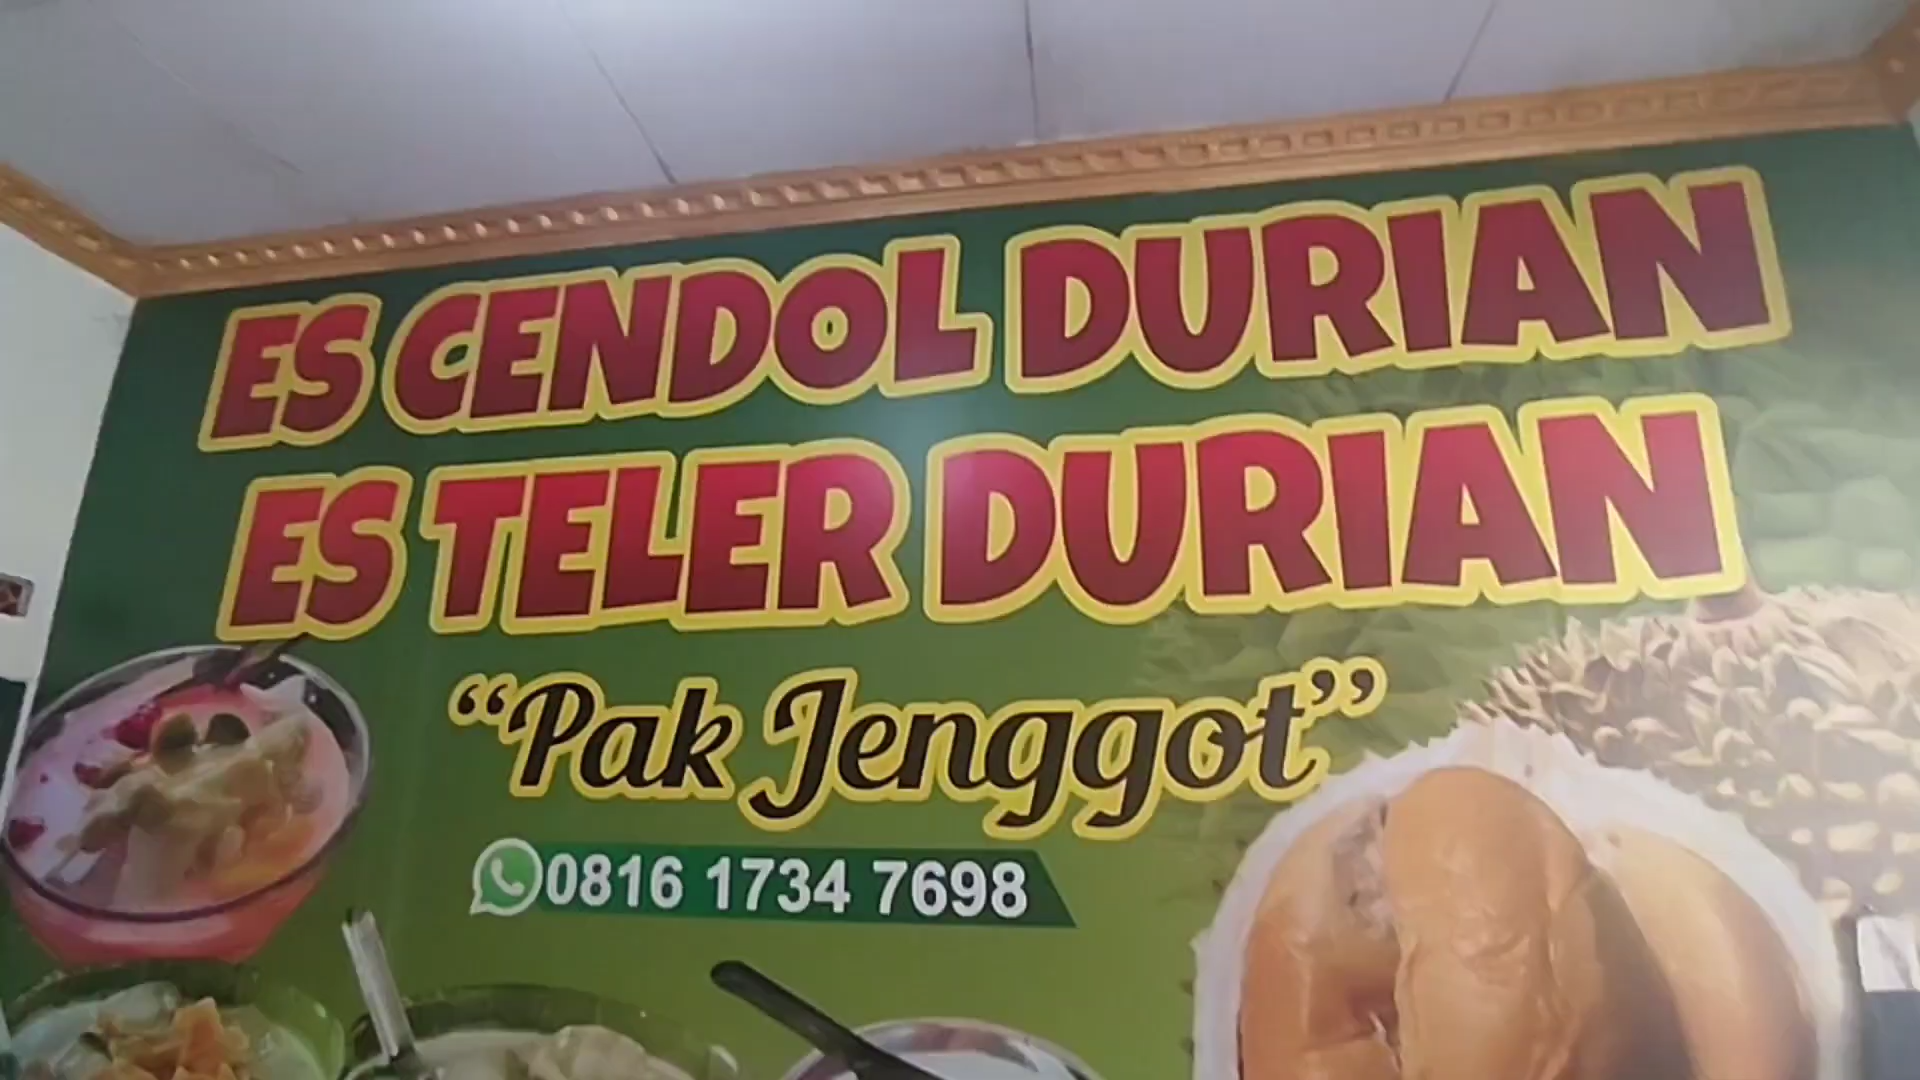 ES CENDOL DURIAN
ES TELER DURIAN
“Pak Jenggot”
0816 1734 7698